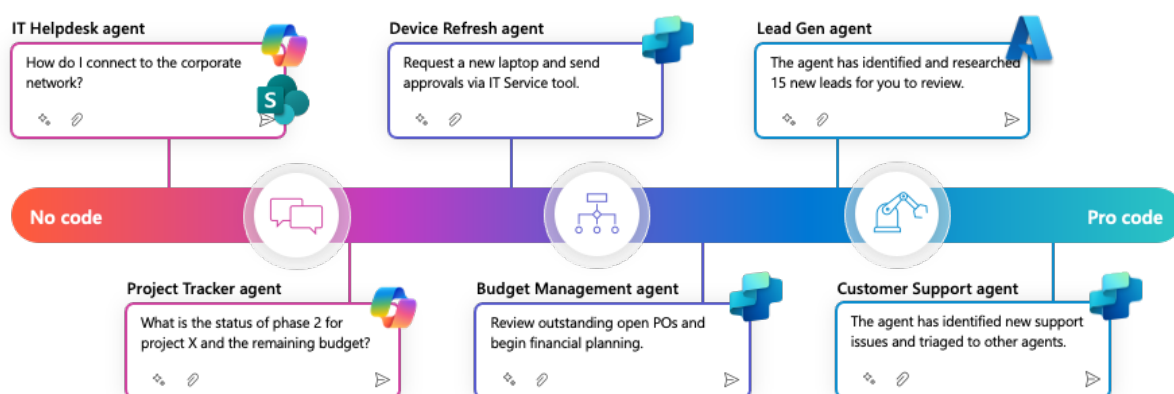 IT Helpdesk agent
How do I connect to the corporate
network?
S
Device Refresh agent
Request a new laptop and send
approvals via IT Service tool.
Lead Gen agent
The agent has identified and researched
15 new leads for you to review.
No code
Pro code
Project Tracker agent
What is the status of phase 2 for
project X and the remaining budget?
Budget Management agent
Review outstanding open POs and
begin financial planning.
Customer Support agent
The agent has identified new support
issues and triaged to other agents.